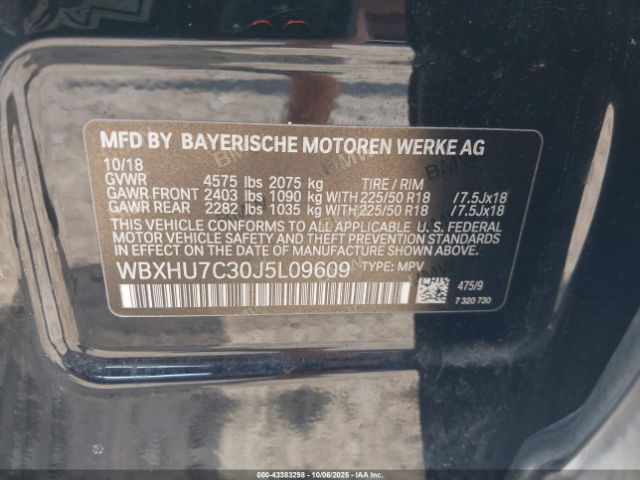 MFD BY BAYERISCHE MOTOREN WERKE AG
10/18
GVWR 4575 lbs 2075 kg TIRE / RIM
GAWR FRONT 2403 lbs 1090 kg WITH 225/50 R18 /7.5Jx18
GAWR REAR 2282 lbs 1035 kg WITH 225/50 R18 /7.5Jx18
THIS VEHICLE CONFORMS TO ALL APPLICABLE U.S. FEDERAL
MOTOR VEHICLE SAFETY, BUMPER AND THEFT PREVENTION STANDARDS
IN EFFECT ON THE DATE OF MANUFACTURE SHOWN ABOVE.
WBXHU7C30J5L09609 TYPE: MPV
475/9
7 320 730
000-43383298 - 10/06/2025 - IAAI.COM